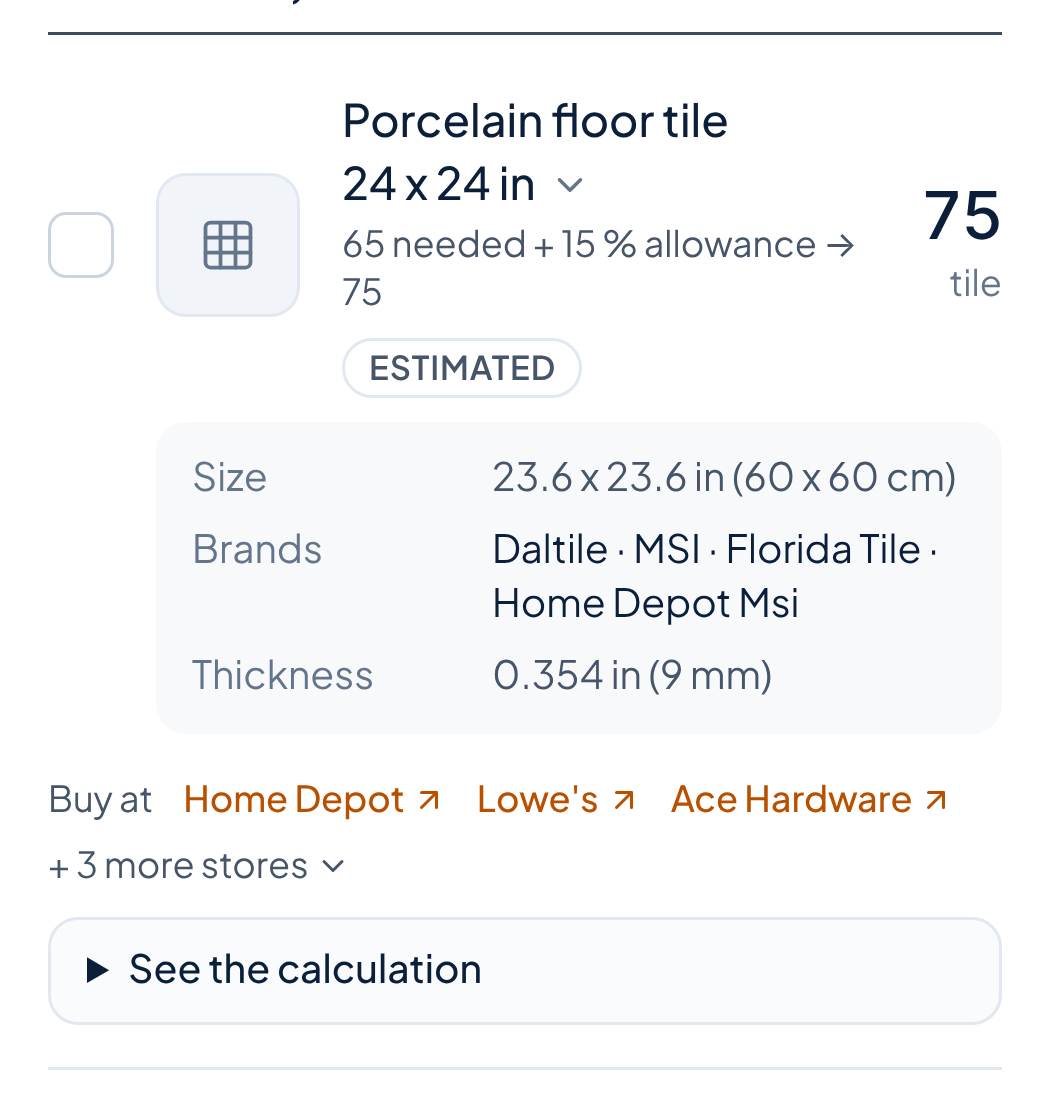 Porcelain floor tile
24 x 24 in
65 needed + 15 % allowance →
75
75
tile
ESTIMATED
Size 23.6 x 23.6 in (60 x 60 cm)
Brands Daltile · MSI · Florida Tile ·
Home Depot Msi
Thickness 0.354 in (9 mm)
Buy at Home Depot ↗ Lowe's ↗ Ace Hardware ↗
+ 3 more stores
▶ See the calculation